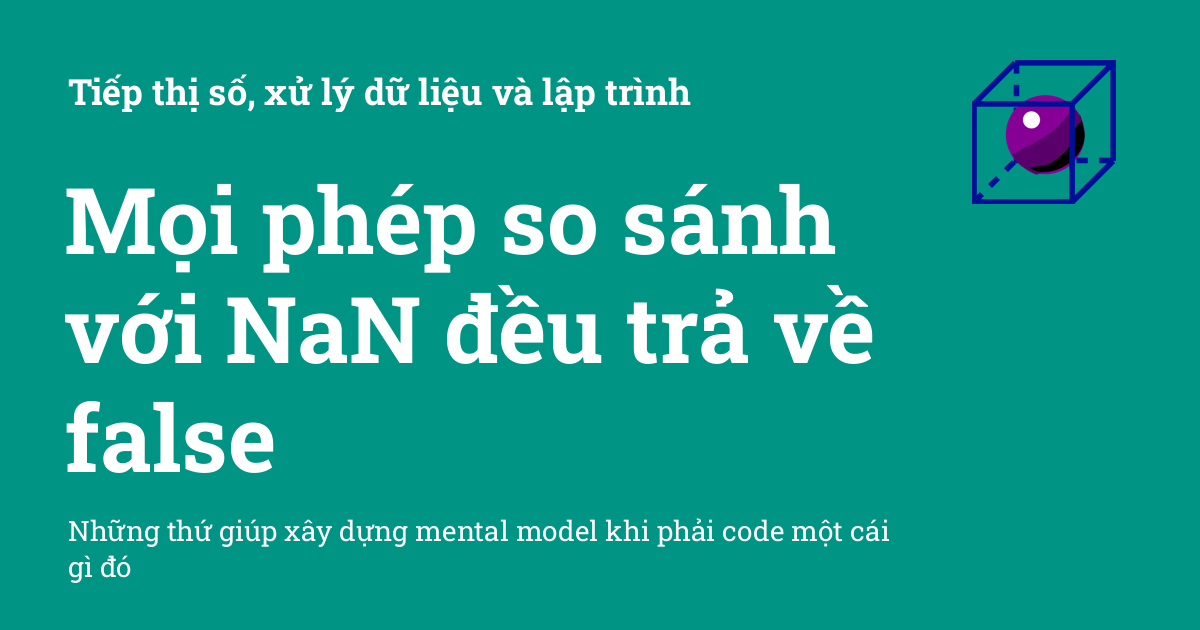 Tiếp thị số, xử lý dữ liệu và lập trình
Mọi phép so sánh
với NaN đều trả về
false
Những thứ giúp xây dựng mental model khi phải code một cái
gì đó